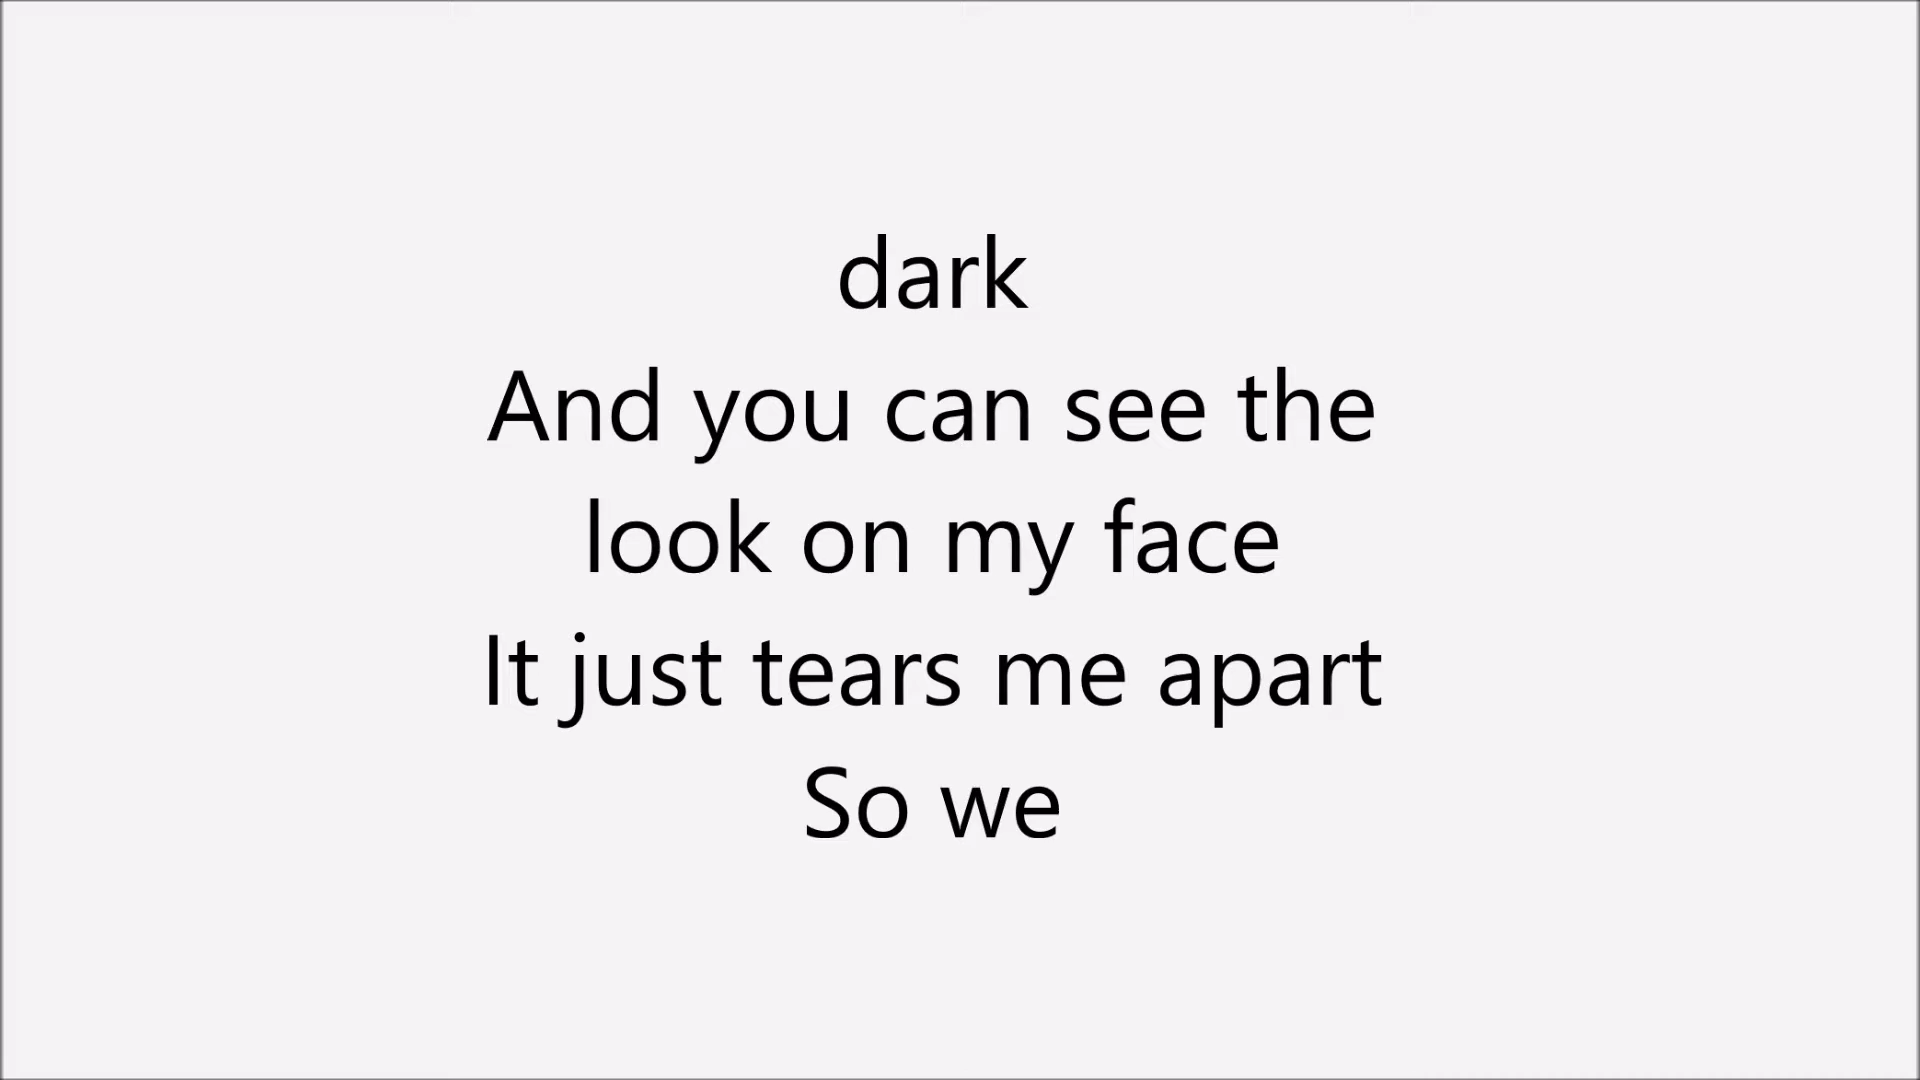 dark
And you can see the
look on my face
It just tears me apart
So we